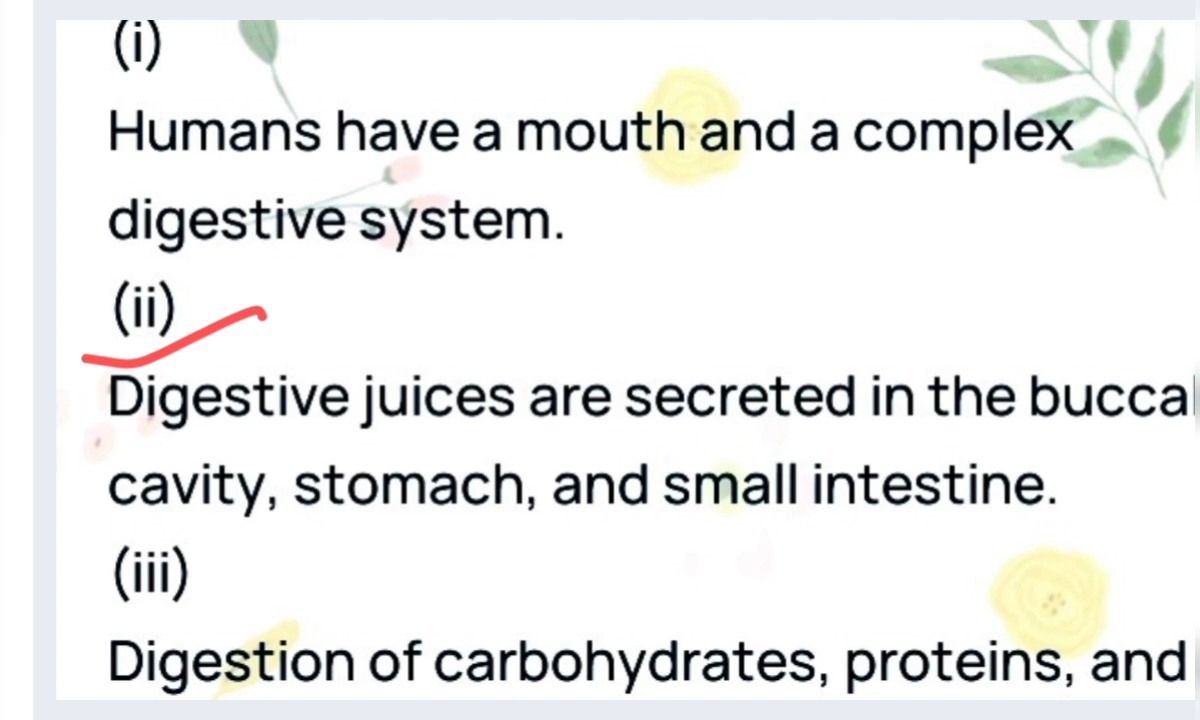 (i)
Humans have a mouth and a complex
digestive system.
(ii)
Digestive juices are secreted in the buccal
cavity, stomach, and small intestine.
(iii)
Digestion of carbohydrates, proteins, and